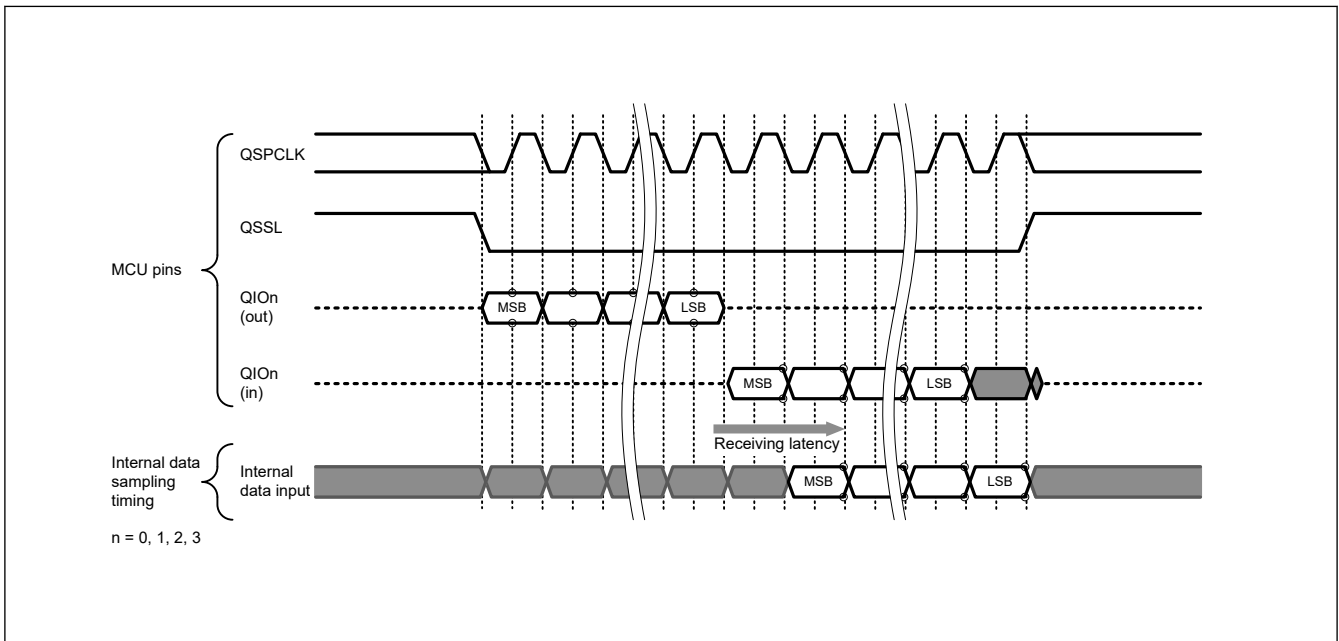 QSPCLK
QSSL
MCU pins
QIOn
(out)
MSB
LSB
QIOn
(in)
MSB
LSB
Receiving latency
Internal data
sampling
timing
Internal
data input
MSB
LSB
n = 0, 1, 2, 3